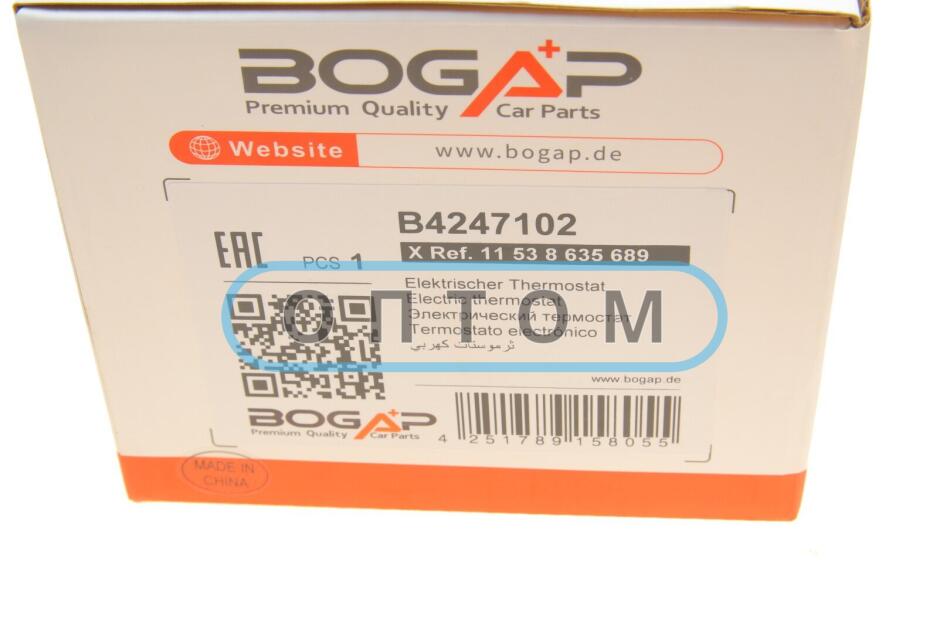 BOGAP
Premium Quality Car Parts
Website www.bogap.de
B4247102
X Ref. 11 53 8 635 689
EAC PCS 1
Elektrischer Thermostat
Electric thermostat
Электрический термостат
Termostato electrónico
ثرموستات كهربي
ОПТОМ
www.bogap.de
BOGAP
Premium Quality Car Parts
4 251789 158055
MADE IN
CHINA